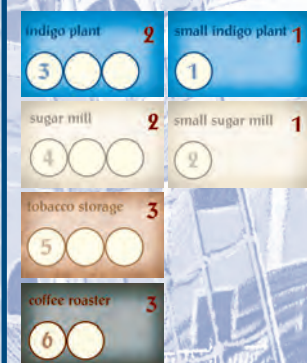 indigo plant 2 small indigo plant 1
3 1
sugar mill 2 small sugar mill 1
4 2
tobacco storage 3
5
coffee roaster 3
6